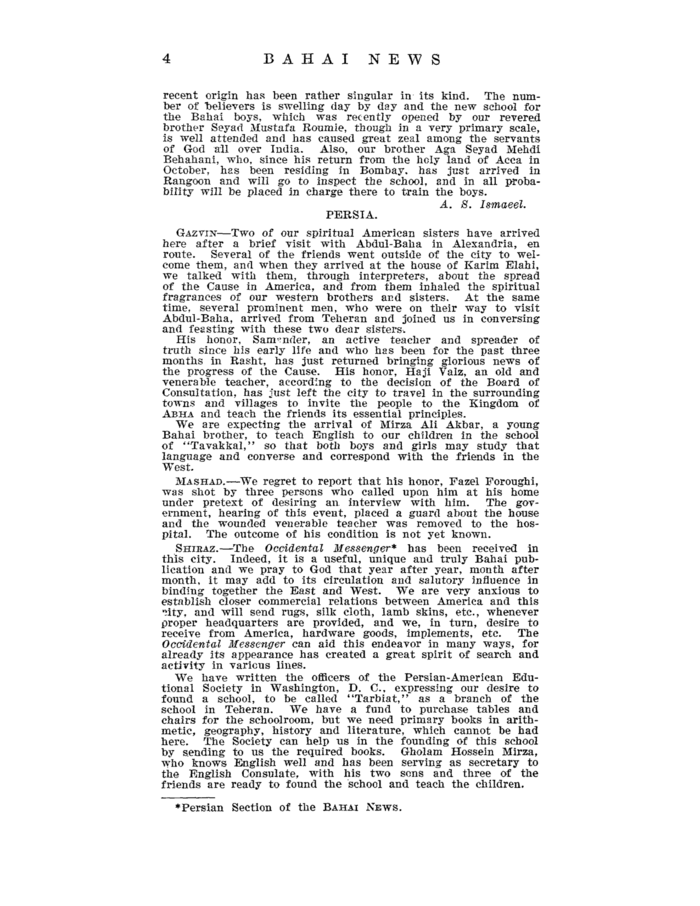 4 BAHAI NEWS
recent origin has been rather singular in its kind. The num-
ber of believers is swelling day by day and the new school for
the Bahai boys, which was recently opened by our revered
brother Seyad Mustafa Roumie, though in a very primary scale,
is well attended and has caused great zeal among the servants
of God all over India. Also, our brother Aga Seyad Mehdi
Behahani, who, since his return from the holy land of Acca in
October, has been residing in Bombay, has just arrived in
Rangoon and will go to inspect the school, and in all proba-
bility will be placed in charge there to train the boys.
A. S. Ismaeel.
PERSIA.
GAZVIN—Two of our spiritual American sisters have arrived
here after a brief visit with Abdul-Baha in Alexandria, en
route. Several of the friends went outside of the city to wel-
come them, and when they arrived at the house of Karim Elahi,
we talked with them, through interpreters, about the spread
of the Cause in America, and from them inhaled the spiritual
fragrances of our western brothers and sisters. At the same
time, several prominent men, who were on their way to visit
Abdul-Baha, arrived from Teheran and joined us in conversing
and feasting with these two dear sisters.
His honor, Samander, an active teacher and spreader of
truth since his early life and who has been for the past three
months in Rasht, has just returned bringing glorious news of
the progress of the Cause. His honor, Haji Valz, an old and
venerable teacher, according to the decision of the Board of
Consultation, has just left the city to travel in the surrounding
towns and villages to invite the people to the Kingdom of
ABHA and teach the friends its essential principles.
We are expecting the arrival of Mirza Ali Akbar, a young
Bahai brother, to teach English to our children in the school
of "Tavakkal," so that both boys and girls may study that
language and converse and correspond with the friends in the
West.
MASHAD.—We regret to report that his honor, Fazel Foroughi,
was shot by three persons who called upon him at his home
under pretext of desiring an interview with him. The gov-
ernment, hearing of this event, placed a guard about the house
and the wounded venerable teacher was removed to the hos-
pital. The outcome of his condition is not yet known.
SHIRAZ.—The Occidental Messenger* has been received in
this city. Indeed, it is a useful, unique and truly Bahai pub-
lication and we pray to God that year after year, month after
month, it may add to its circulation and salutory influence in
binding together the East and West. We are very anxious to
establish closer commercial relations between America and this
city, and will send rugs, silk cloth, lamb skins, etc., whenever
proper headquarters are provided, and we, in turn, desire to
receive from America, hardware goods, implements, etc. The
Occidental Messenger can aid this endeavor in many ways, for
already its appearance has created a great spirit of search and
activity in various lines.
We have written the officers of the Persian-American Edu-
tional Society in Washington, D. C., expressing our desire to
found a school, to be called "Tarbiat," as a branch of the
school in Teheran. We have a fund to purchase tables and
chairs for the schoolroom, but we need primary books in arith-
metic, geography, history and literature, which cannot be had
here. The Society can help us in the founding of this school
by sending to us the required books. Gholam Hossein Mirza,
who knows English well and has been serving as secretary to
the English Consulate, with his two sons and three of the
friends are ready to found the school and teach the children.
*Persian Section of the BAHAI NEWS.